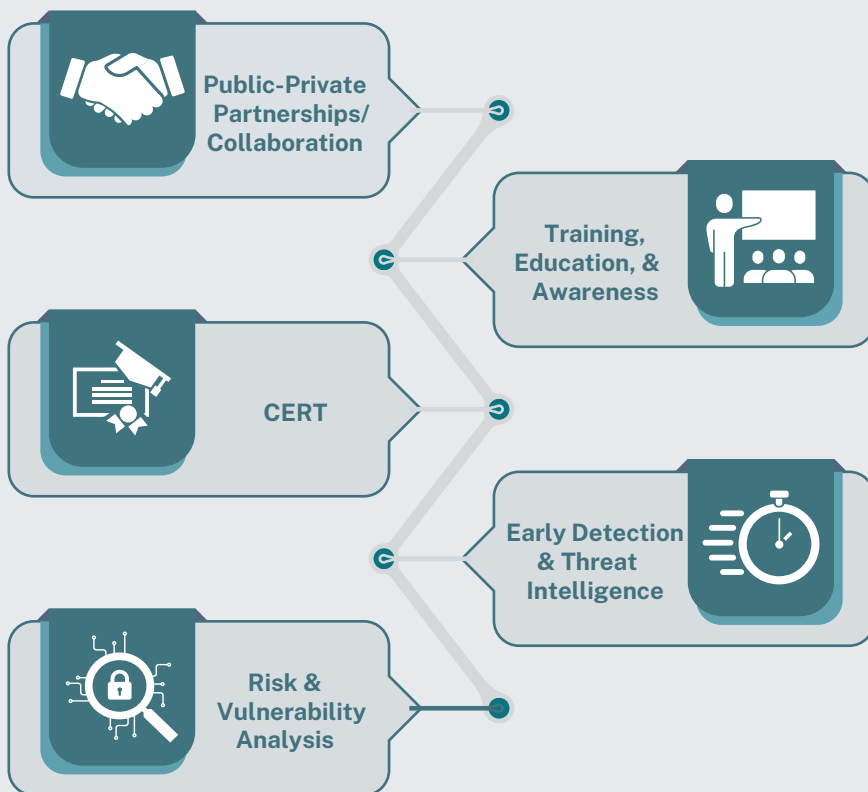 Public-Private
Partnerships/
Collaboration
Training,
Education, &
Awareness
CERT
Early Detection
& Threat
Intelligence
Risk &
Vulnerability
Analysis